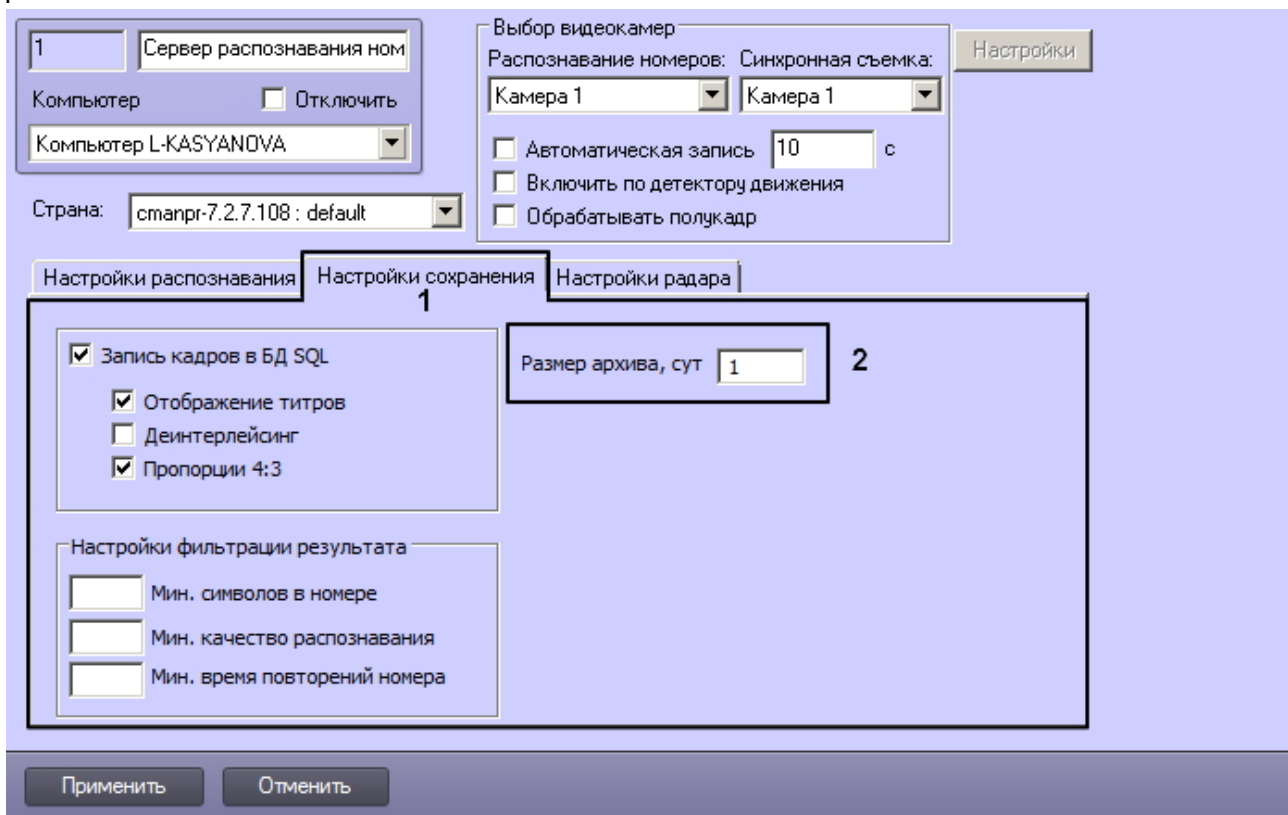 1
Сервер распознавания ном
Компьютер
Отключить
Компьютер L-KASYANOVA
Страна:
cmanpr-7.2.7.108 : default
Выбор видеокамер
Распознавание номеров:
Синхронная съемка:
Камера 1
Камера 1
Автоматическая запись 10 с
Включить по детектору движения
Обрабатывать полукадр
Настройки
Настройки распознавания
Настройки сохранения
Настройки радара
1
Запись кадров в БД SQL
Отображение титров
Деинтерлейсинг
Пропорции 4:3
Размер архива, сут 1
2
Настройки фильтрации результата
Мин. символов в номере
Мин. качество распознавания
Мин. время повторений номера
Применить
Отменить